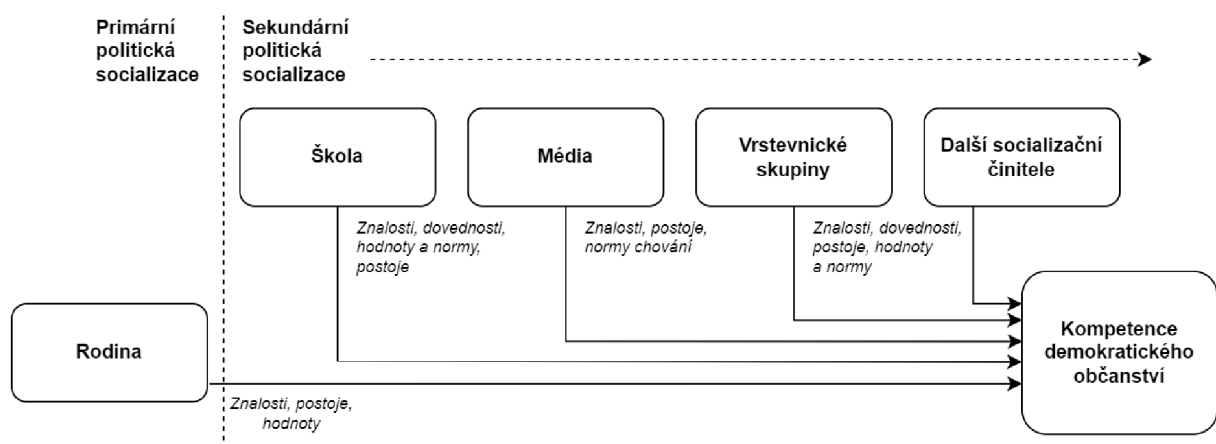 Primární
politická
socializace
Sekundární
politická
socializace
Škola
Média
Vrstevnické
skupiny
Další socializační
činitele
Znalosti, dovednosti,
hodnoty a normy,
postoje
Znalosti, postoje,
normy chování
Znalosti, dovednosti,
postoje, hodnoty
a normy
Rodina
Kompetence
demokratického
občanství
Znalosti, postoje,
hodnoty